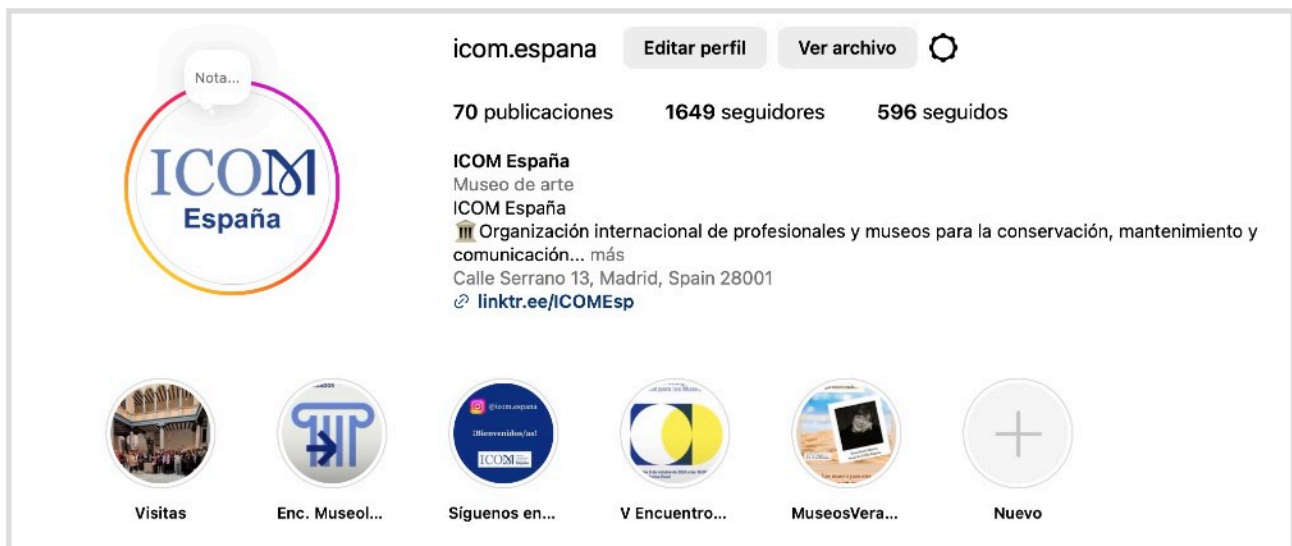 Nota...
icom.espana Editar perfil Ver archivo
70 publicaciones 1649 seguidores 596 seguidos
ICOM España
Museo de arte
ICOM España
Organización internacional de profesionales y museos para la conservación, mantenimiento y
comunicación... más
Calle Serrano 13, Madrid, Spain 28001
linktr.ee/ICOMEsp
ICOM
España
@icom.espana
¡Bienvenidos/as!
ICOM
Visitas Enc. Museol... Síguenos en... V Encuentro... MuseosVera... Nuevo